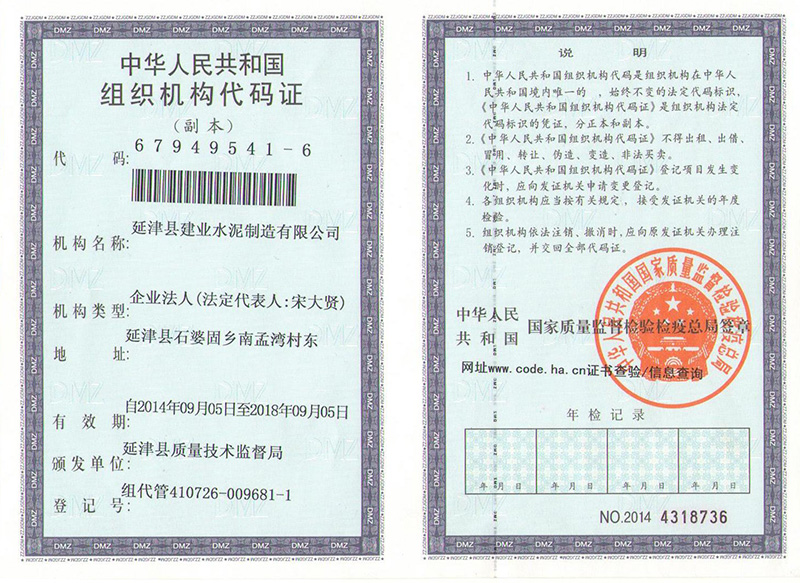 中华人民共和国
组织机构代码证
（副本）
代码:
67949541-6
机构名称:
延津县建业水泥制造有限公司
机构类型:
企业法人(法定代表人:宋大贤)
地址:
延津县石婆固乡南孟湾村东
有效期:
自2014年09月05日至2018年09月05日
颁发单位:
延津县质量技术监督局
登记号:
组代管410726-009681-1
说明
1. 中华人民共和国组织机构代码是组织机构在中华人
民共和国境内唯一的 ，始终不变的法定代码标识，
《中华人民共和国组织机构代码证》是组织机构法定
代码标识的凭证，分正本和副本。
2.《中华人民共和国组织机构代码证》不得出租、出借、
冒用、转让、伪造、变造、非法买卖。
3.《中华人民共和国组织机构代码证》登记项目发生变
化时，应向发证机关申请变更登记。
4. 各组织机构应当按有关规定 ，接受发证机关的年度
检验。
5. 组织机构依法注销、撤消时，应向原发证机关办理注
销登记，并交回全部代码证。
中华人民
共和国
国家质量监督检验检疫总局签章
中华人民共和国国家质量监督检验检疫总局
网址www.code.ha.cn证书查验/信息查询
年检记录
年 月 日
年 月 日
年 月 日
年 月 日
NO.2014 4318736